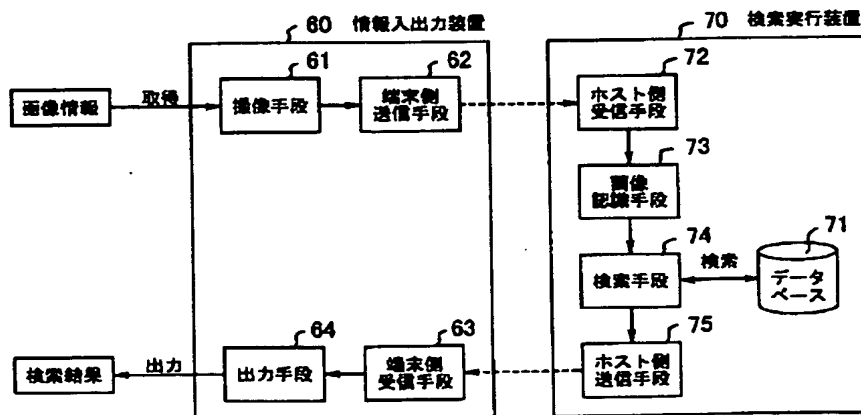 60 情報入出力装置
70 検索実行装置
61
62
72
画像情報
取得
撮像手段
端末側
送信手段
ホスト側
受信手段
73
画像
認識手段
74
71
検索手段
検索
データ
ベース
64
63
75
検索結果
出力
出力手段
端末側
受信手段
ホスト側
送信手段